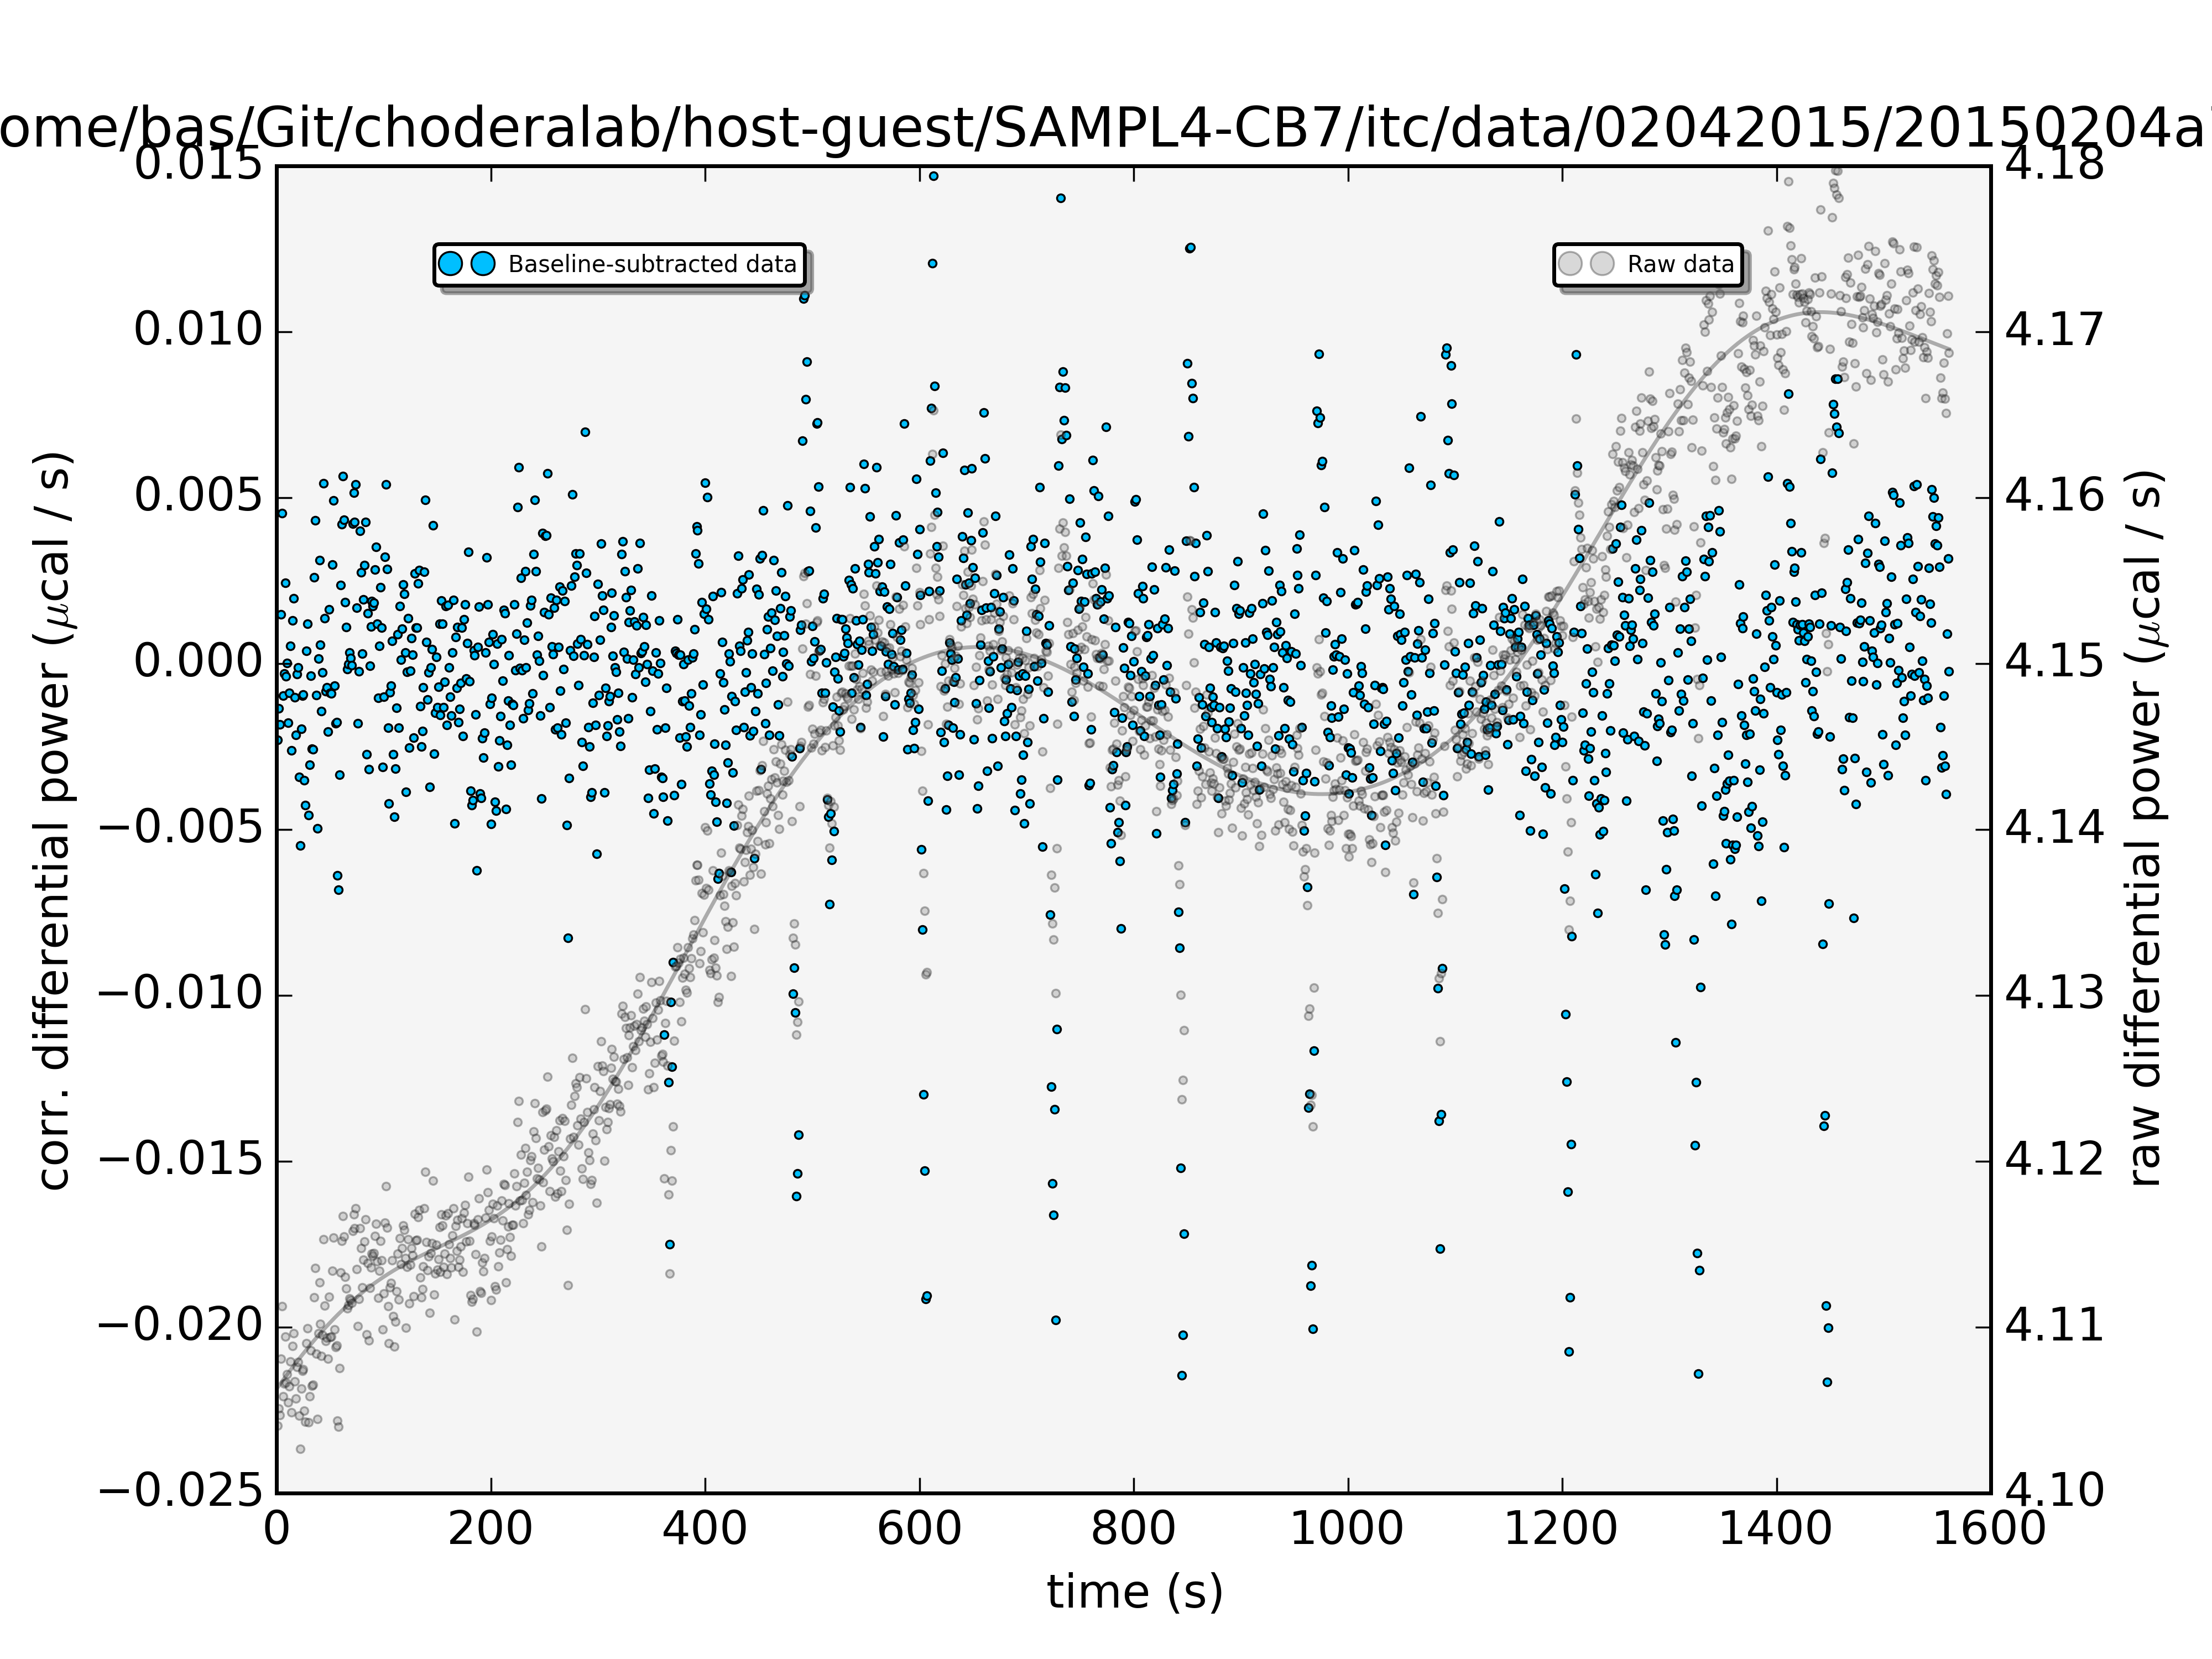 ome/bas/Git/choderalab/host-guest/SAMPL4-CB7/itc/data/02042015/20150204a
Baseline-subtracted data
Raw data
corr. differential power (μcal / s)
0.015
0.010
0.005
0.000
−0.005
−0.010
−0.015
−0.020
−0.025
4.18
4.17
4.16
4.15
4.14
4.13
4.12
4.11
4.10
raw differential power (μcal / s)
0 200 400 600 800 1000 1200 1400 1600
time (s)